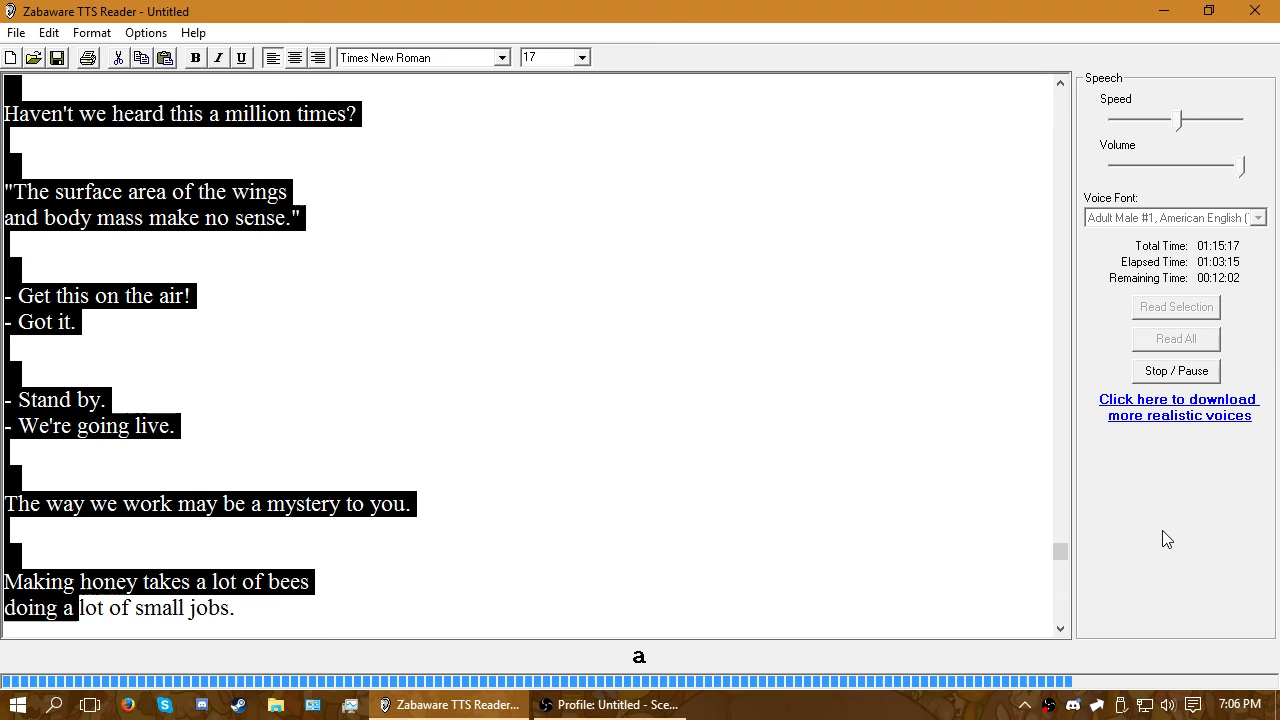 Zabaware TTS Reader - Untitled
File Edit Format Options Help
B I U Times New Roman 17
Haven't we heard this a million times?
"The surface area of the wings
and body mass make no sense."
- Get this on the air!
- Got it.
- Stand by.
- We're going live.
The way we work may be a mystery to you.
Making honey takes a lot of bees
doing a lot of small jobs.
Speech
Speed
Volume
Voice Font:
Adult Male #1, American English (
Total Time: 01:15:17
Elapsed Time: 01:03:15
Remaining Time: 00:12:02
Read Selection
Read All
Stop / Pause
Click here to download
more realistic voices
a
Zabaware TTS Reader...
Profile: Untitled - Sce...
7:06 PM